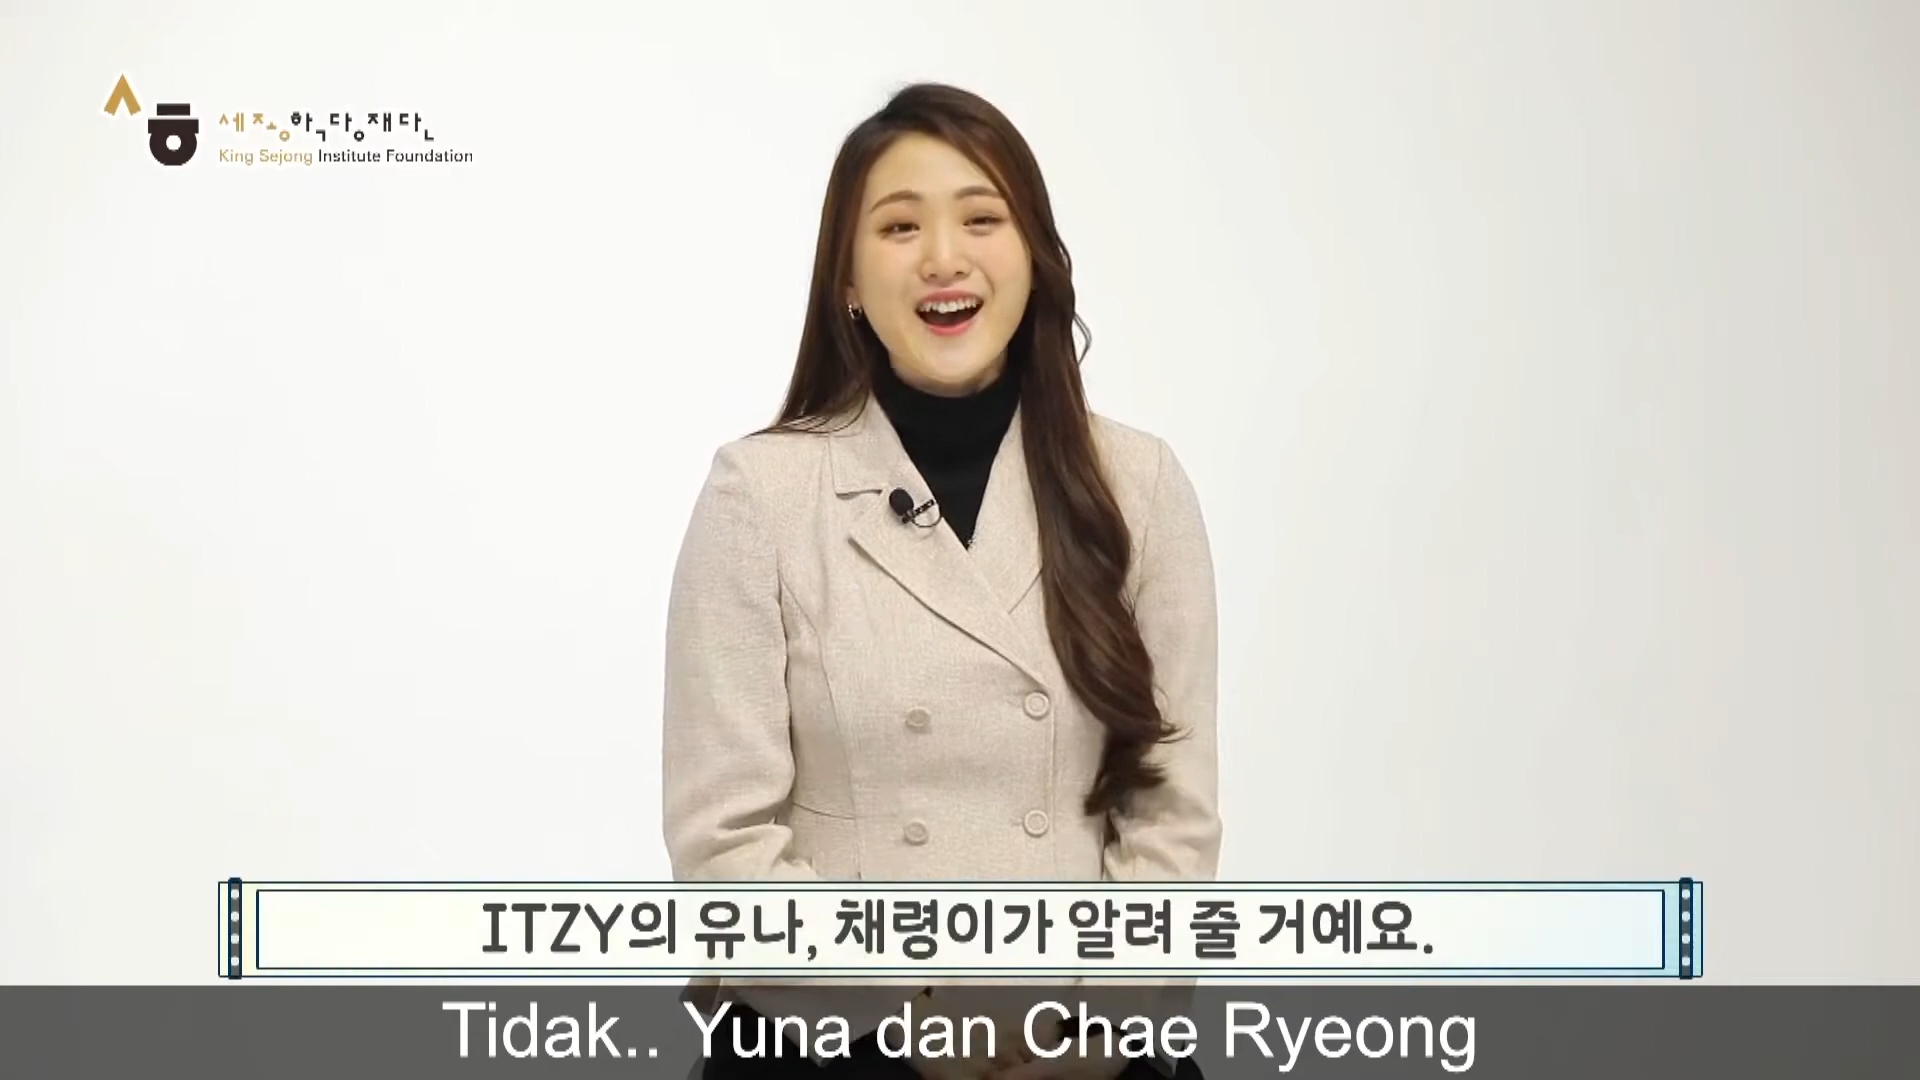 세종학당재단
King Sejong Institute Foundation
ITZY의 유나, 채령이가 알려 줄 거예요.
Tidak.. Yuna dan Chae Ryeong